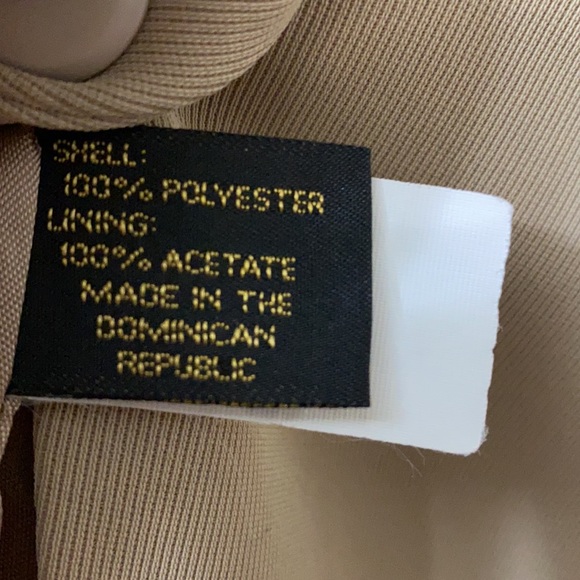 SHELL:
100% POLYESTER
LINING:
100% ACETATE
MADE IN THE
DOMINICAN
REPUBLIC